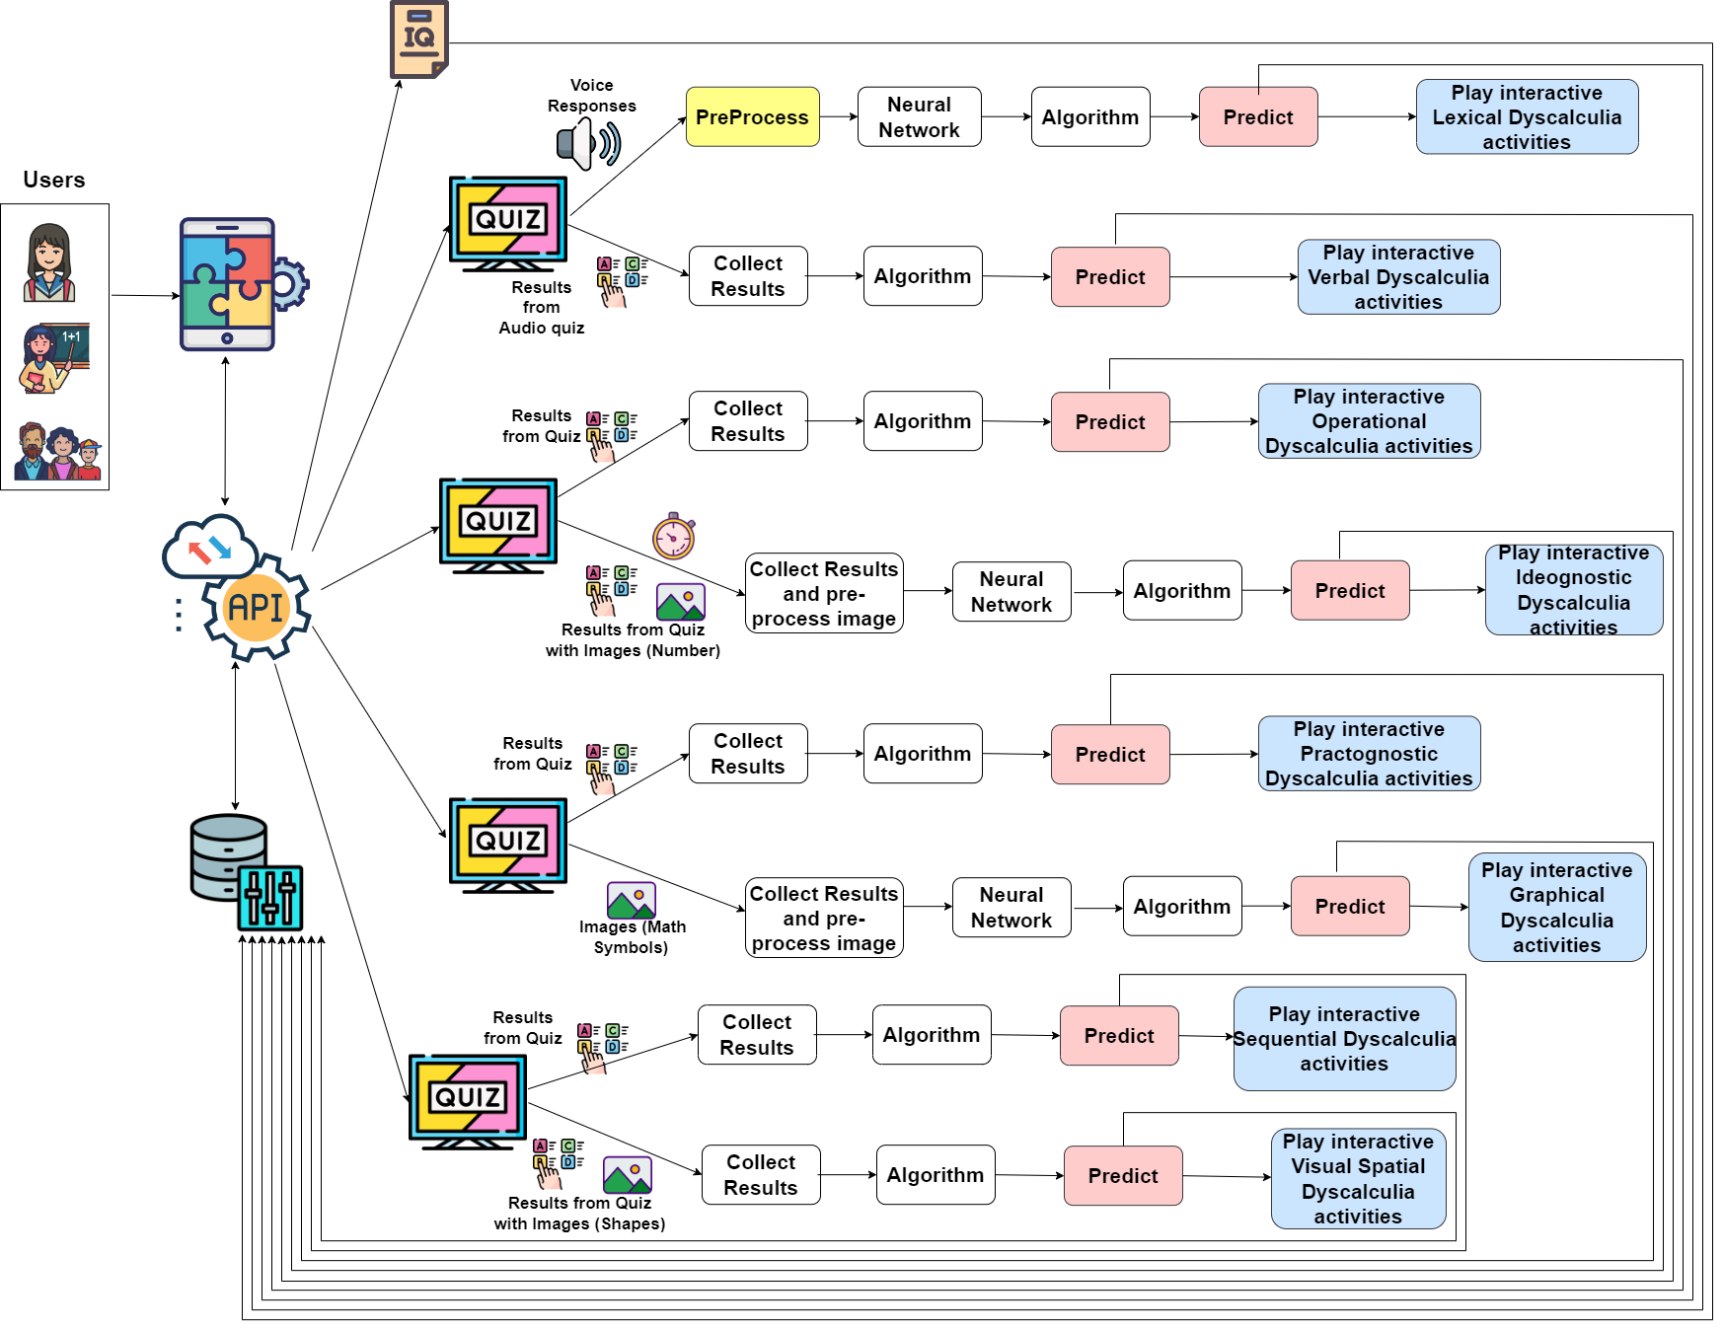 IQ
Voice
Responses
PreProcess
Neural
Network
Algorithm
Predict
Play interactive
Lexical Dyscalculia
activities
Users
QUIZ
Results
from
Audio quiz
A
C
B
D
Collect
Results
Algorithm
Predict
Play interactive
Verbal Dyscalculia
activities
1+1
Results
from Quiz
A
C
B
D
Collect
Results
Algorithm
Predict
Play interactive
Operational
Dyscalculia activities
QUIZ
A
C
B
D
Results from Quiz
with Images (Number)
Collect Results
and pre-
process image
Neural
Network
Algorithm
Predict
Play interactive
Ideognostic
Dyscalculia
activities
API
Results
from Quiz
A
C
B
D
Collect
Results
Algorithm
Predict
Play interactive
Practognostic
Dyscalculia activities
QUIZ
Images (Math
Symbols)
Collect Results
and pre-
process image
Neural
Network
Algorithm
Predict
Play interactive
Graphical
Dyscalculia
activities
Results
from Quiz
A
C
B
D
Collect
Results
Algorithm
Predict
Play interactive
Sequential Dyscalculia
activities
QUIZ
A
C
B
D
Results from Quiz
with Images (Shapes)
Collect
Results
Algorithm
Predict
Play interactive
Visual Spatial
Dyscalculia
activities